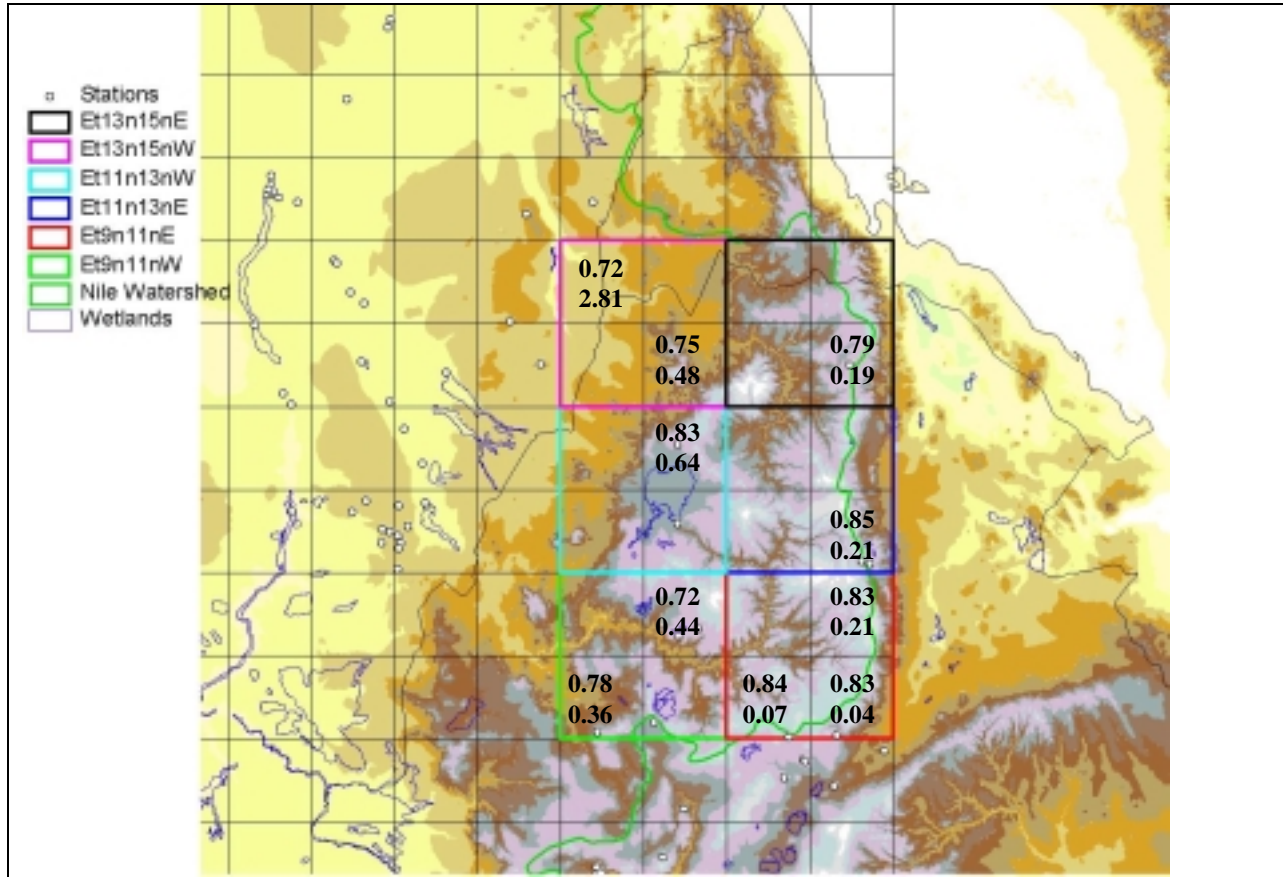 Stations
Et13n15nE
Et13n15nW
Et11n13nW
Et11n13nE
Et9n11nE
Et9n11nW
Nile Watershed
Wetlands
0.72
2.81
0.75
0.48
0.79
0.19
0.83
0.64
0.85
0.21
0.72
0.44
0.83
0.21
0.78
0.36
0.84
0.07
0.83
0.04